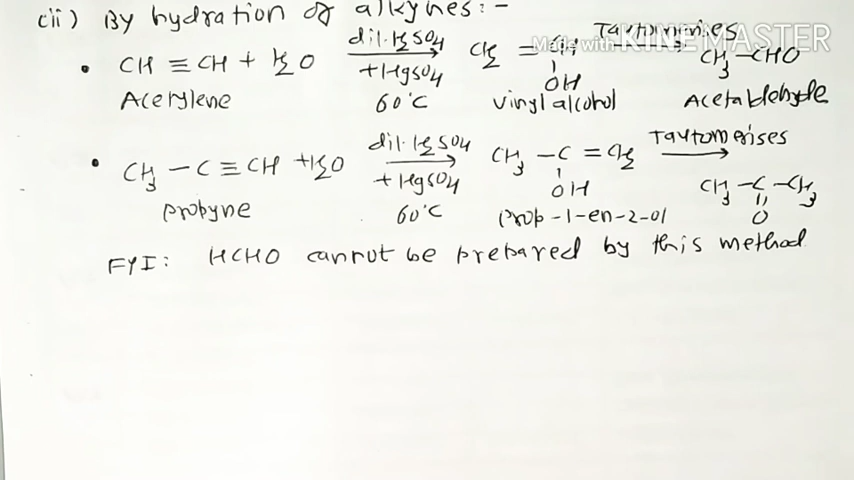 (ii) By hydration of alkynes:-
dil. H2SO4 Tautomerises
Made with KINEMASTER
• CH ≡ CH + H2O → CH2 = CH CH3 - CHO
+ HgSO4 OH
Acetylene 60°C vinyl alcohol Acetaldehyde
dil. H2SO4 Tautomerises
• CH3 - C ≡ CH + H2O → CH3 - C = CH2 →
+ HgSO4 OH CH3 - C - CH3
propyne 60°C prop-1-en-2-ol O
FYI: HCHO cannot be prepared by this method